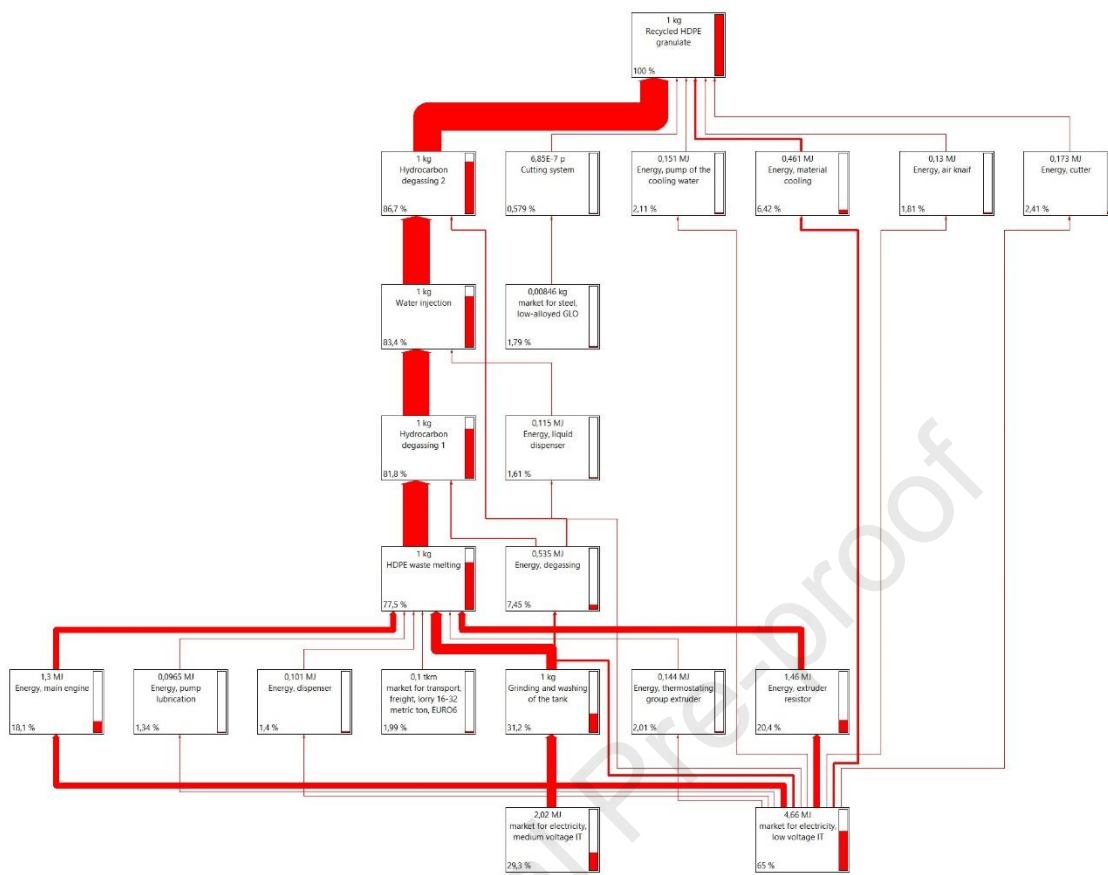 1 kg
Recycled HDPE
granulate
100 %
1 kg
Hydrocarbon
degassing 2
86,7 %
6,85E-7 p
Cutting system
0,579 %
0,151 MJ
Energy, pump of the
cooling water
2,11 %
0,461 MJ
Energy, material
cooling
6,42 %
0,13 MJ
Energy, air knaif
1,81 %
0,173 MJ
Energy, cutter
2,41 %
1 kg
Water injection
83,4 %
0,00846 kg
market for steel,
low-alloyed GLO
1,79 %
1 kg
Hydrocarbon
degassing 1
81,8 %
0,115 MJ
Energy, liquid
dispenser
1,61 %
1 kg
HDPE waste melting
77,5 %
0,535 MJ
Energy, degassing
7,45 %
1,3 MJ
Energy, main engine
18,1 %
0,0965 MJ
Energy, pump
lubrication
1,34 %
0,101 MJ
Energy, dispenser
1,4 %
0,1 tkm
market for transport,
freight, lorry 16-32
metric ton, EURO6
1,99 %
1 kg
Grinding and washing
of the tank
31,2 %
0,144 MJ
Energy, thermostating
group extruder
2,01 %
1,46 MJ
Energy, extruder
resistor
20,4 %
2,02 MJ
market for electricity,
medium voltage IT
29,3 %
4,66 MJ
market for electricity,
low voltage IT
65 %
Pre-proof